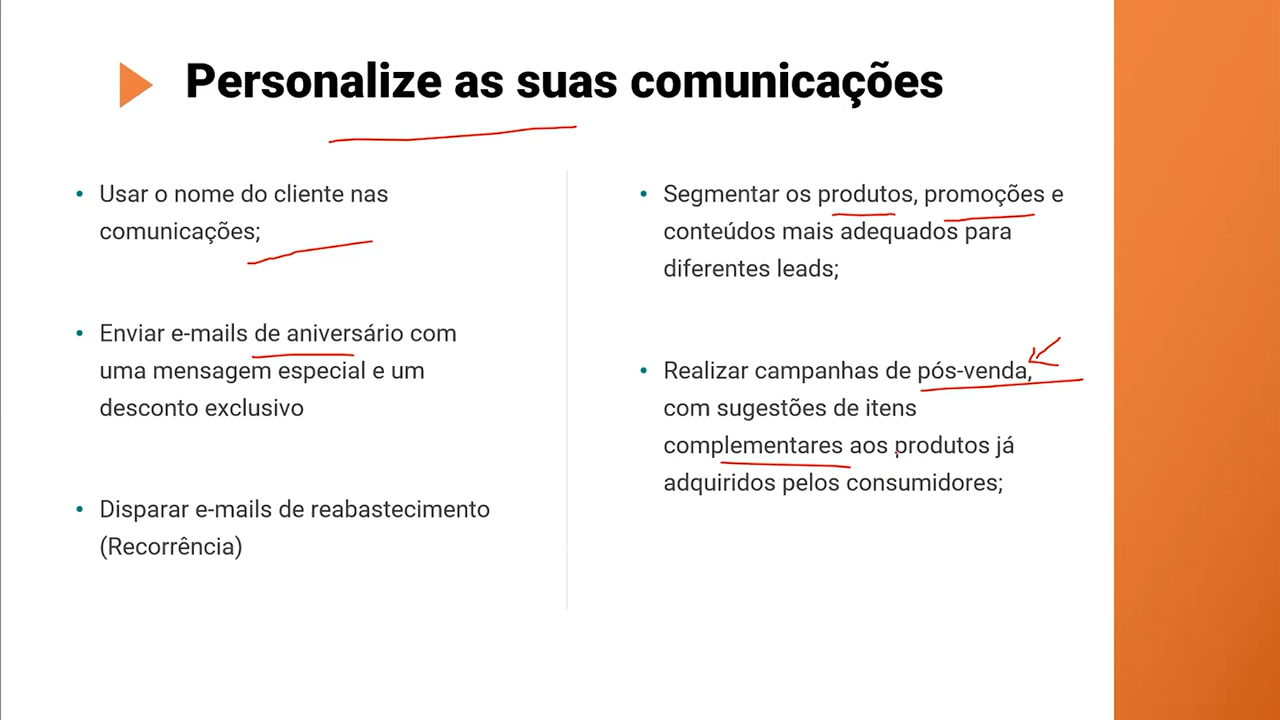 Personalize as suas comunicações
Usar o nome do cliente nas
comunicações;
Enviar e-mails de aniversário com
uma mensagem especial e um
desconto exclusivo
Disparar e-mails de reabastecimento
(Recorrência)
Segmentar os produtos, promoções e
conteúdos mais adequados para
diferentes leads;
Realizar campanhas de pós-venda,
com sugestões de itens
complementares aos produtos já
adquiridos pelos consumidores;